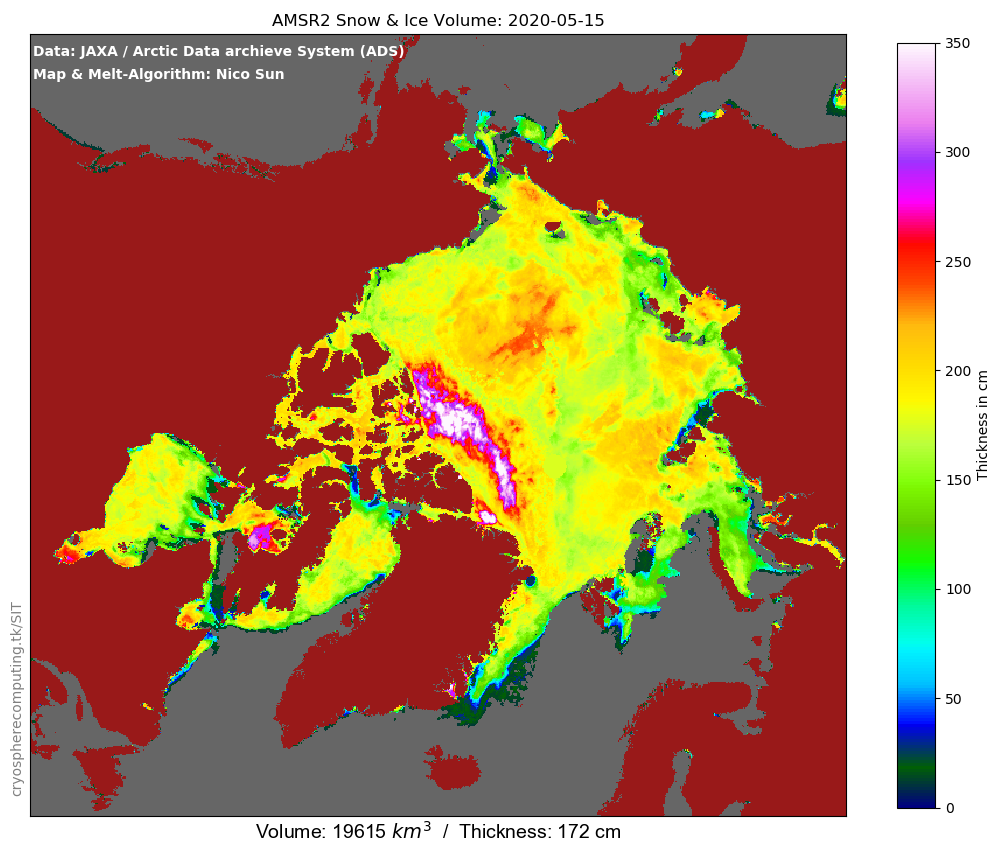 AMSR2 Snow & Ice Volume: 2020-05-15
Data: JAXA / Arctic Data archieve System (ADS)
Map & Melt-Algorithm: Nico Sun
350
300
250
200
150
100
50
0
Thickness in cm
cryospherecomputing.tk/SIT
Volume: 19615 km³ / Thickness: 172 cm